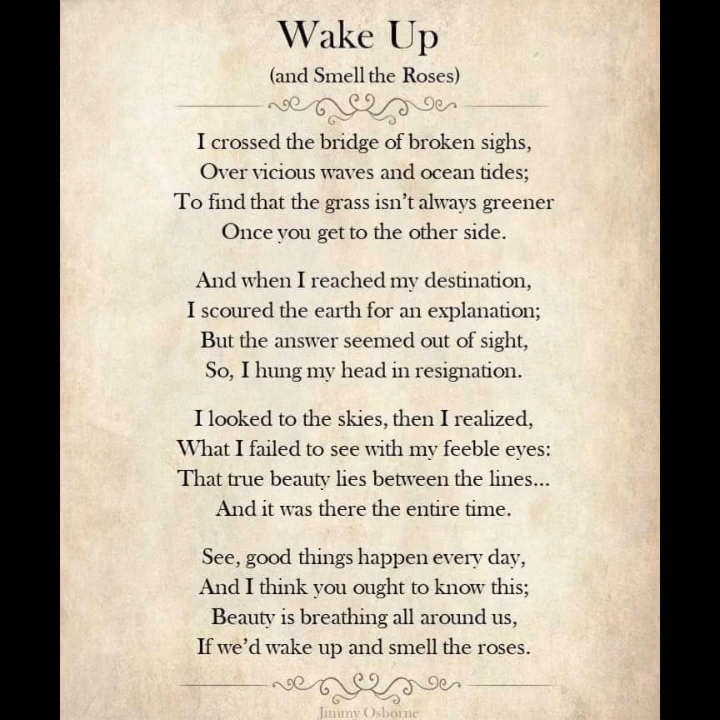 Wake Up
(and Smell the Roses)
I crossed the bridge of broken sighs,
Over vicious waves and ocean tides;
To find that the grass isn’t always greener
Once you get to the other side.
And when I reached my destination,
I scoured the earth for an explanation;
But the answer seemed out of sight,
So, I hung my head in resignation.
I looked to the skies, then I realized,
What I failed to see with my feeble eyes:
That true beauty lies between the lines...
And it was there the entire time.
See, good things happen every day,
And I think you ought to know this;
Beauty is breathing all around us,
If we’d wake up and smell the roses.
Jimmy Osborne